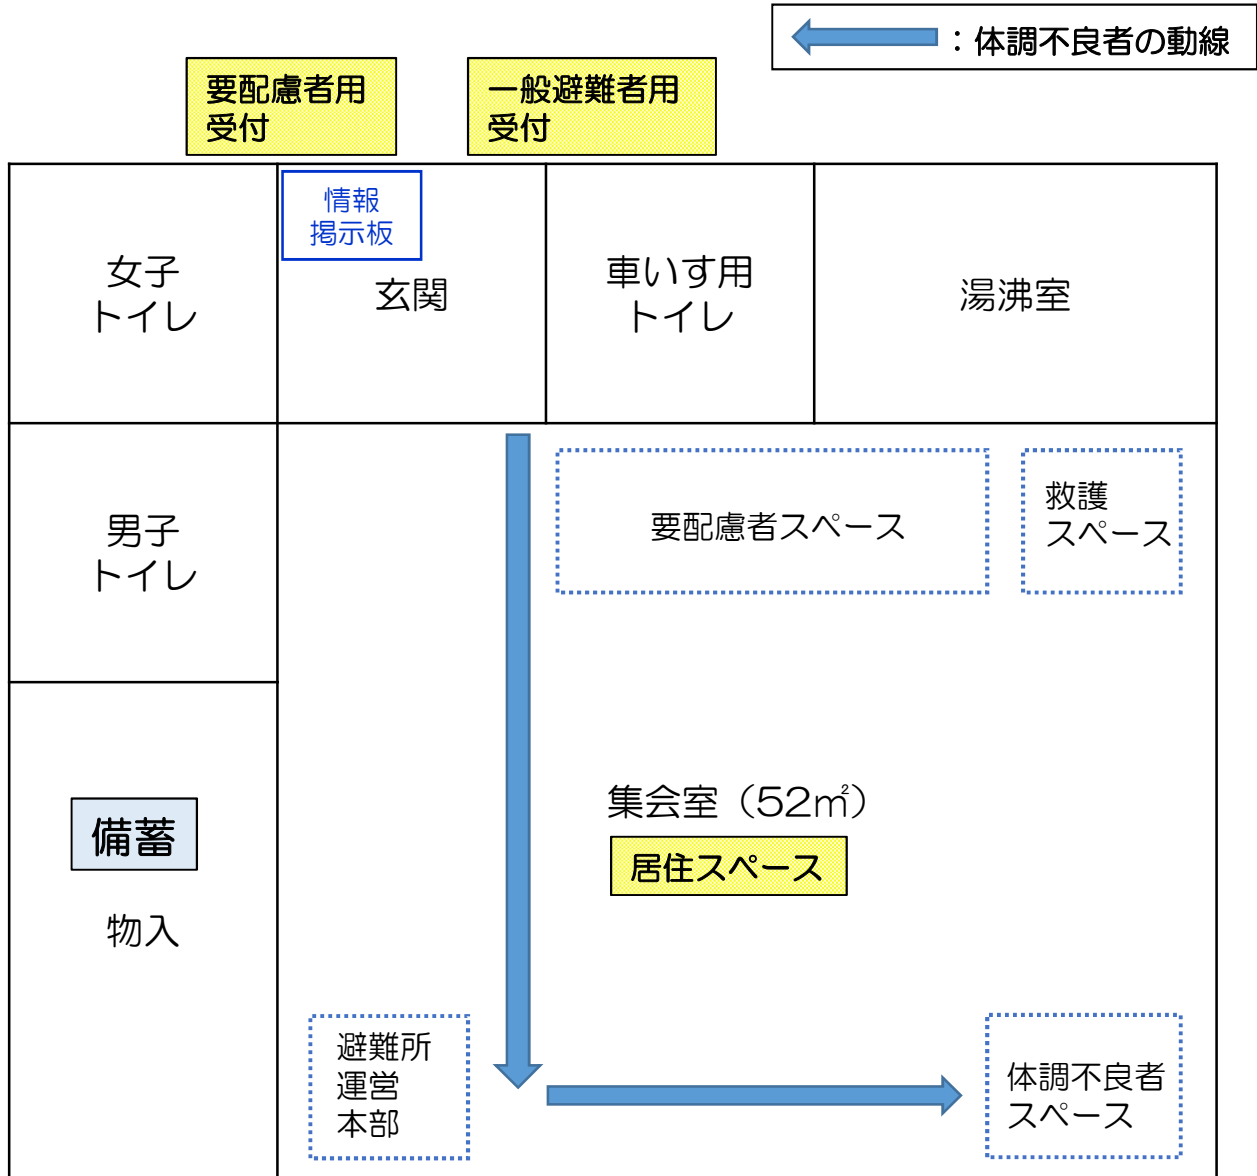 ：体調不良者の動線
要配慮者用
受付
一般避難者用
受付
情報
掲示板
女子
トイレ
玄関
車いす用
トイレ
湯沸室
男子
トイレ
要配慮者スペース
救護
スペース
備蓄
物入
集会室（52㎡）
居住スペース
避難所
運営
本部
体調不良者
スペース